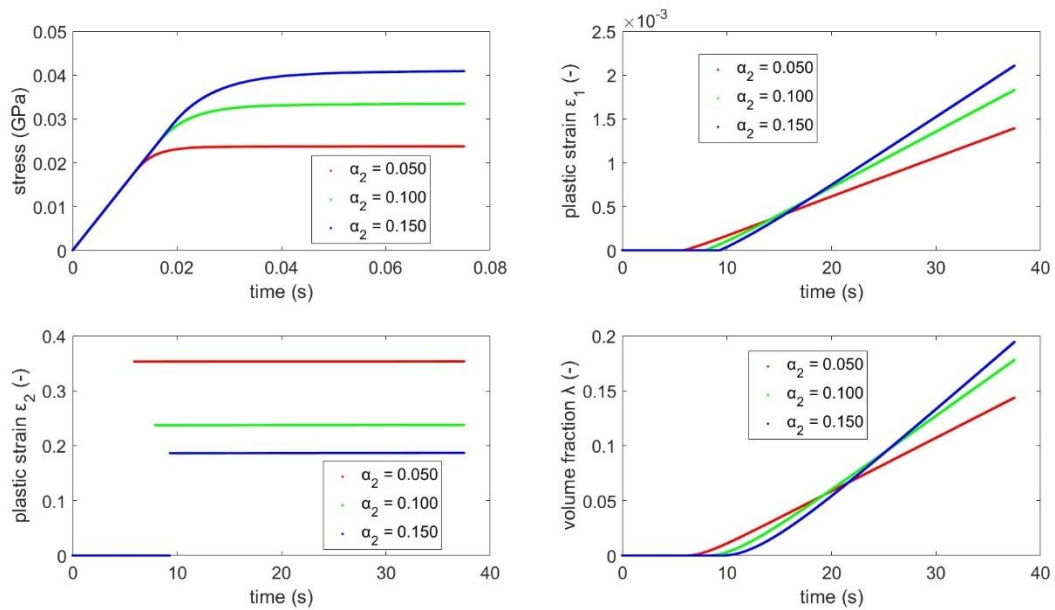 0.05
0.04
0.03
0.02
0.01
0
stress (GPa)
α2 = 0.050
α2 = 0.100
α2 = 0.150
0 0.02 0.04 0.06 0.08
time (s)
×10-3
2.5
2
1.5
1
0.5
0
plastic strain ε1 (-)
α2 = 0.050
α2 = 0.100
α2 = 0.150
0 10 20 30 40
time (s)
0.4
0.3
0.2
0.1
0
plastic strain ε2 (-)
α2 = 0.050
α2 = 0.100
α2 = 0.150
0 10 20 30 40
time (s)
0.2
0.15
0.1
0.05
0
volume fraction λ (-)
α2 = 0.050
α2 = 0.100
α2 = 0.150
0 10 20 30 40
time (s)